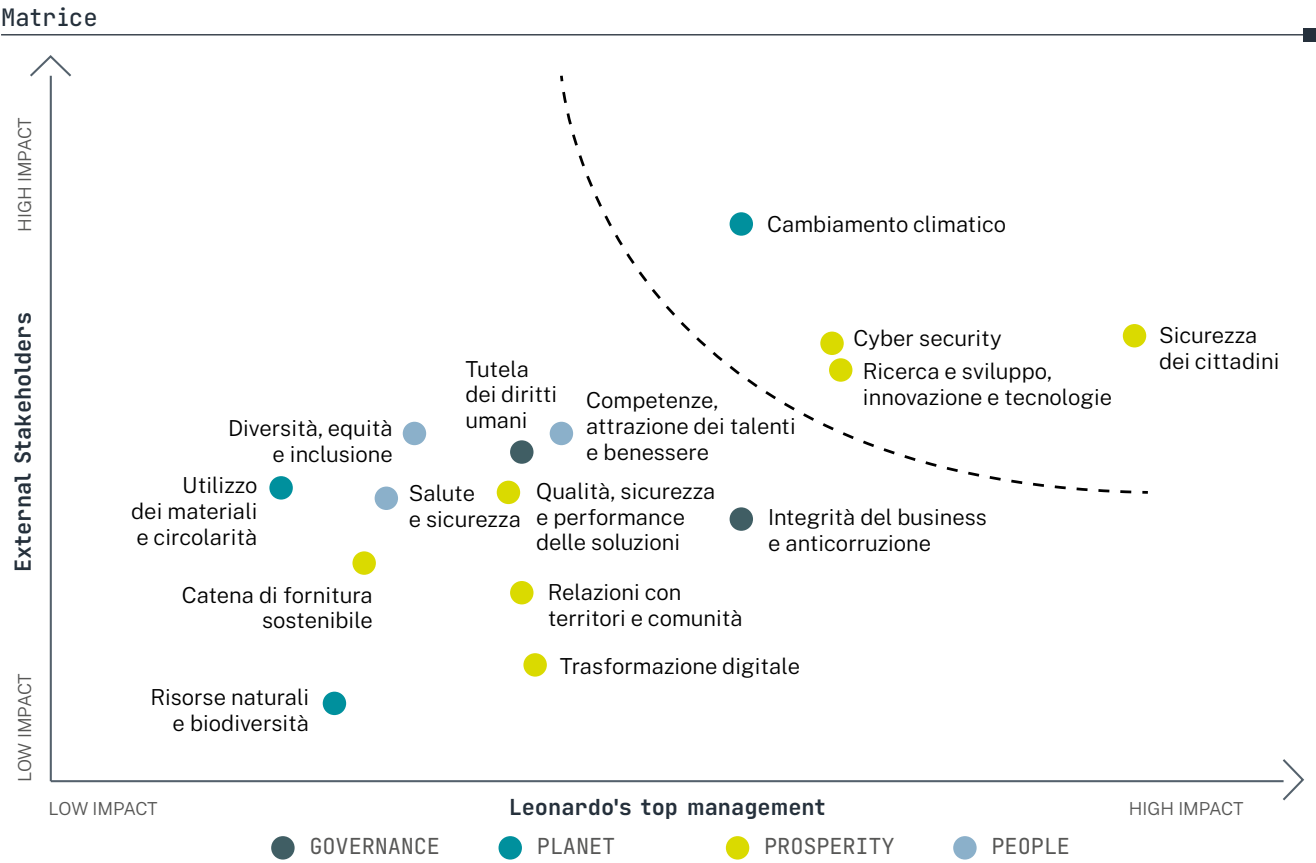 Matrice
HIGH IMPACT
External Stakeholders
LOW IMPACT
Cambiamento climatico
Cyber security
Sicurezza
dei cittadini
Ricerca e sviluppo,
innovazione e tecnologie
Tutela
dei diritti
umani
Competenze,
attrazione dei talenti
e benessere
Diversità, equità
e inclusione
Utilizzo
dei materiali
e circolarità
Salute
e sicurezza
Qualità, sicurezza
e performance
delle soluzioni
Integrità del business
e anticorruzione
Catena di fornitura
sostenibile
Relazioni con
territori e comunità
Trasformazione digitale
Risorse naturali
e biodiversità
LOW IMPACT
Leonardo's top management
HIGH IMPACT
GOVERNANCE
PLANET
PROSPERITY
PEOPLE